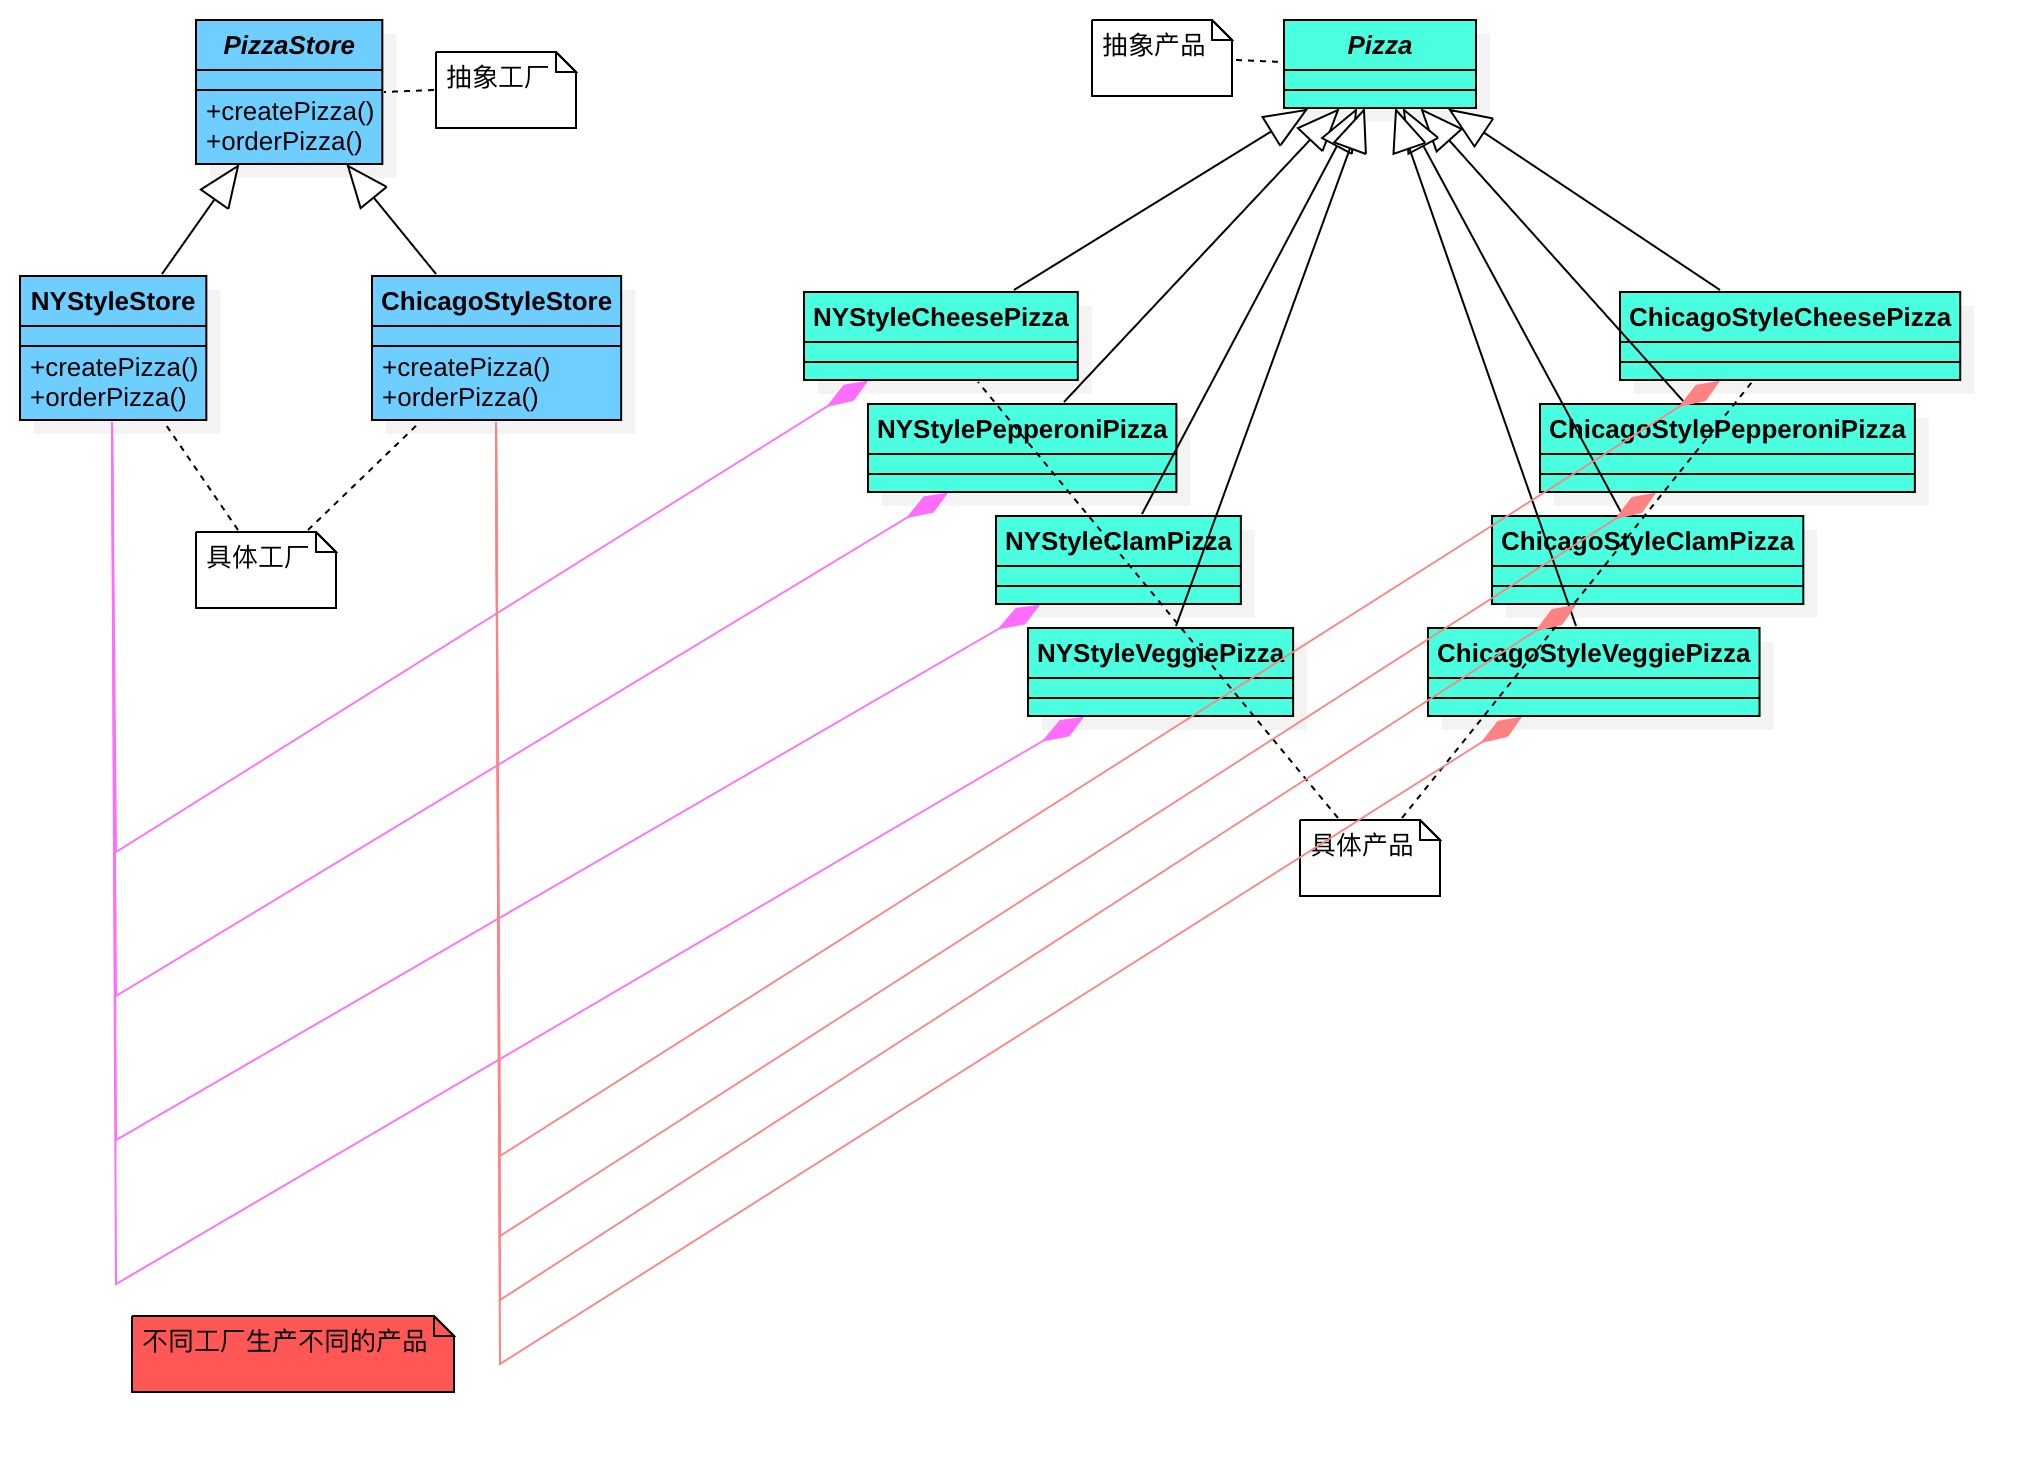 PizzaStore
+createPizza()
+orderPizza()
抽象工厂
抽象产品
Pizza
NYStyleStore
+createPizza()
+orderPizza()
ChicagoStyleStore
+createPizza()
+orderPizza()
具体工厂
NYStyleCheesePizza
NYStylePepperoniPizza
NYStyleClamPizza
NYStyleVeggiePizza
ChicagoStyleCheesePizza
ChicagoStylePepperoniPizza
ChicagoStyleClamPizza
ChicagoStyleVeggiePizza
具体产品
不同工厂生产不同的产品